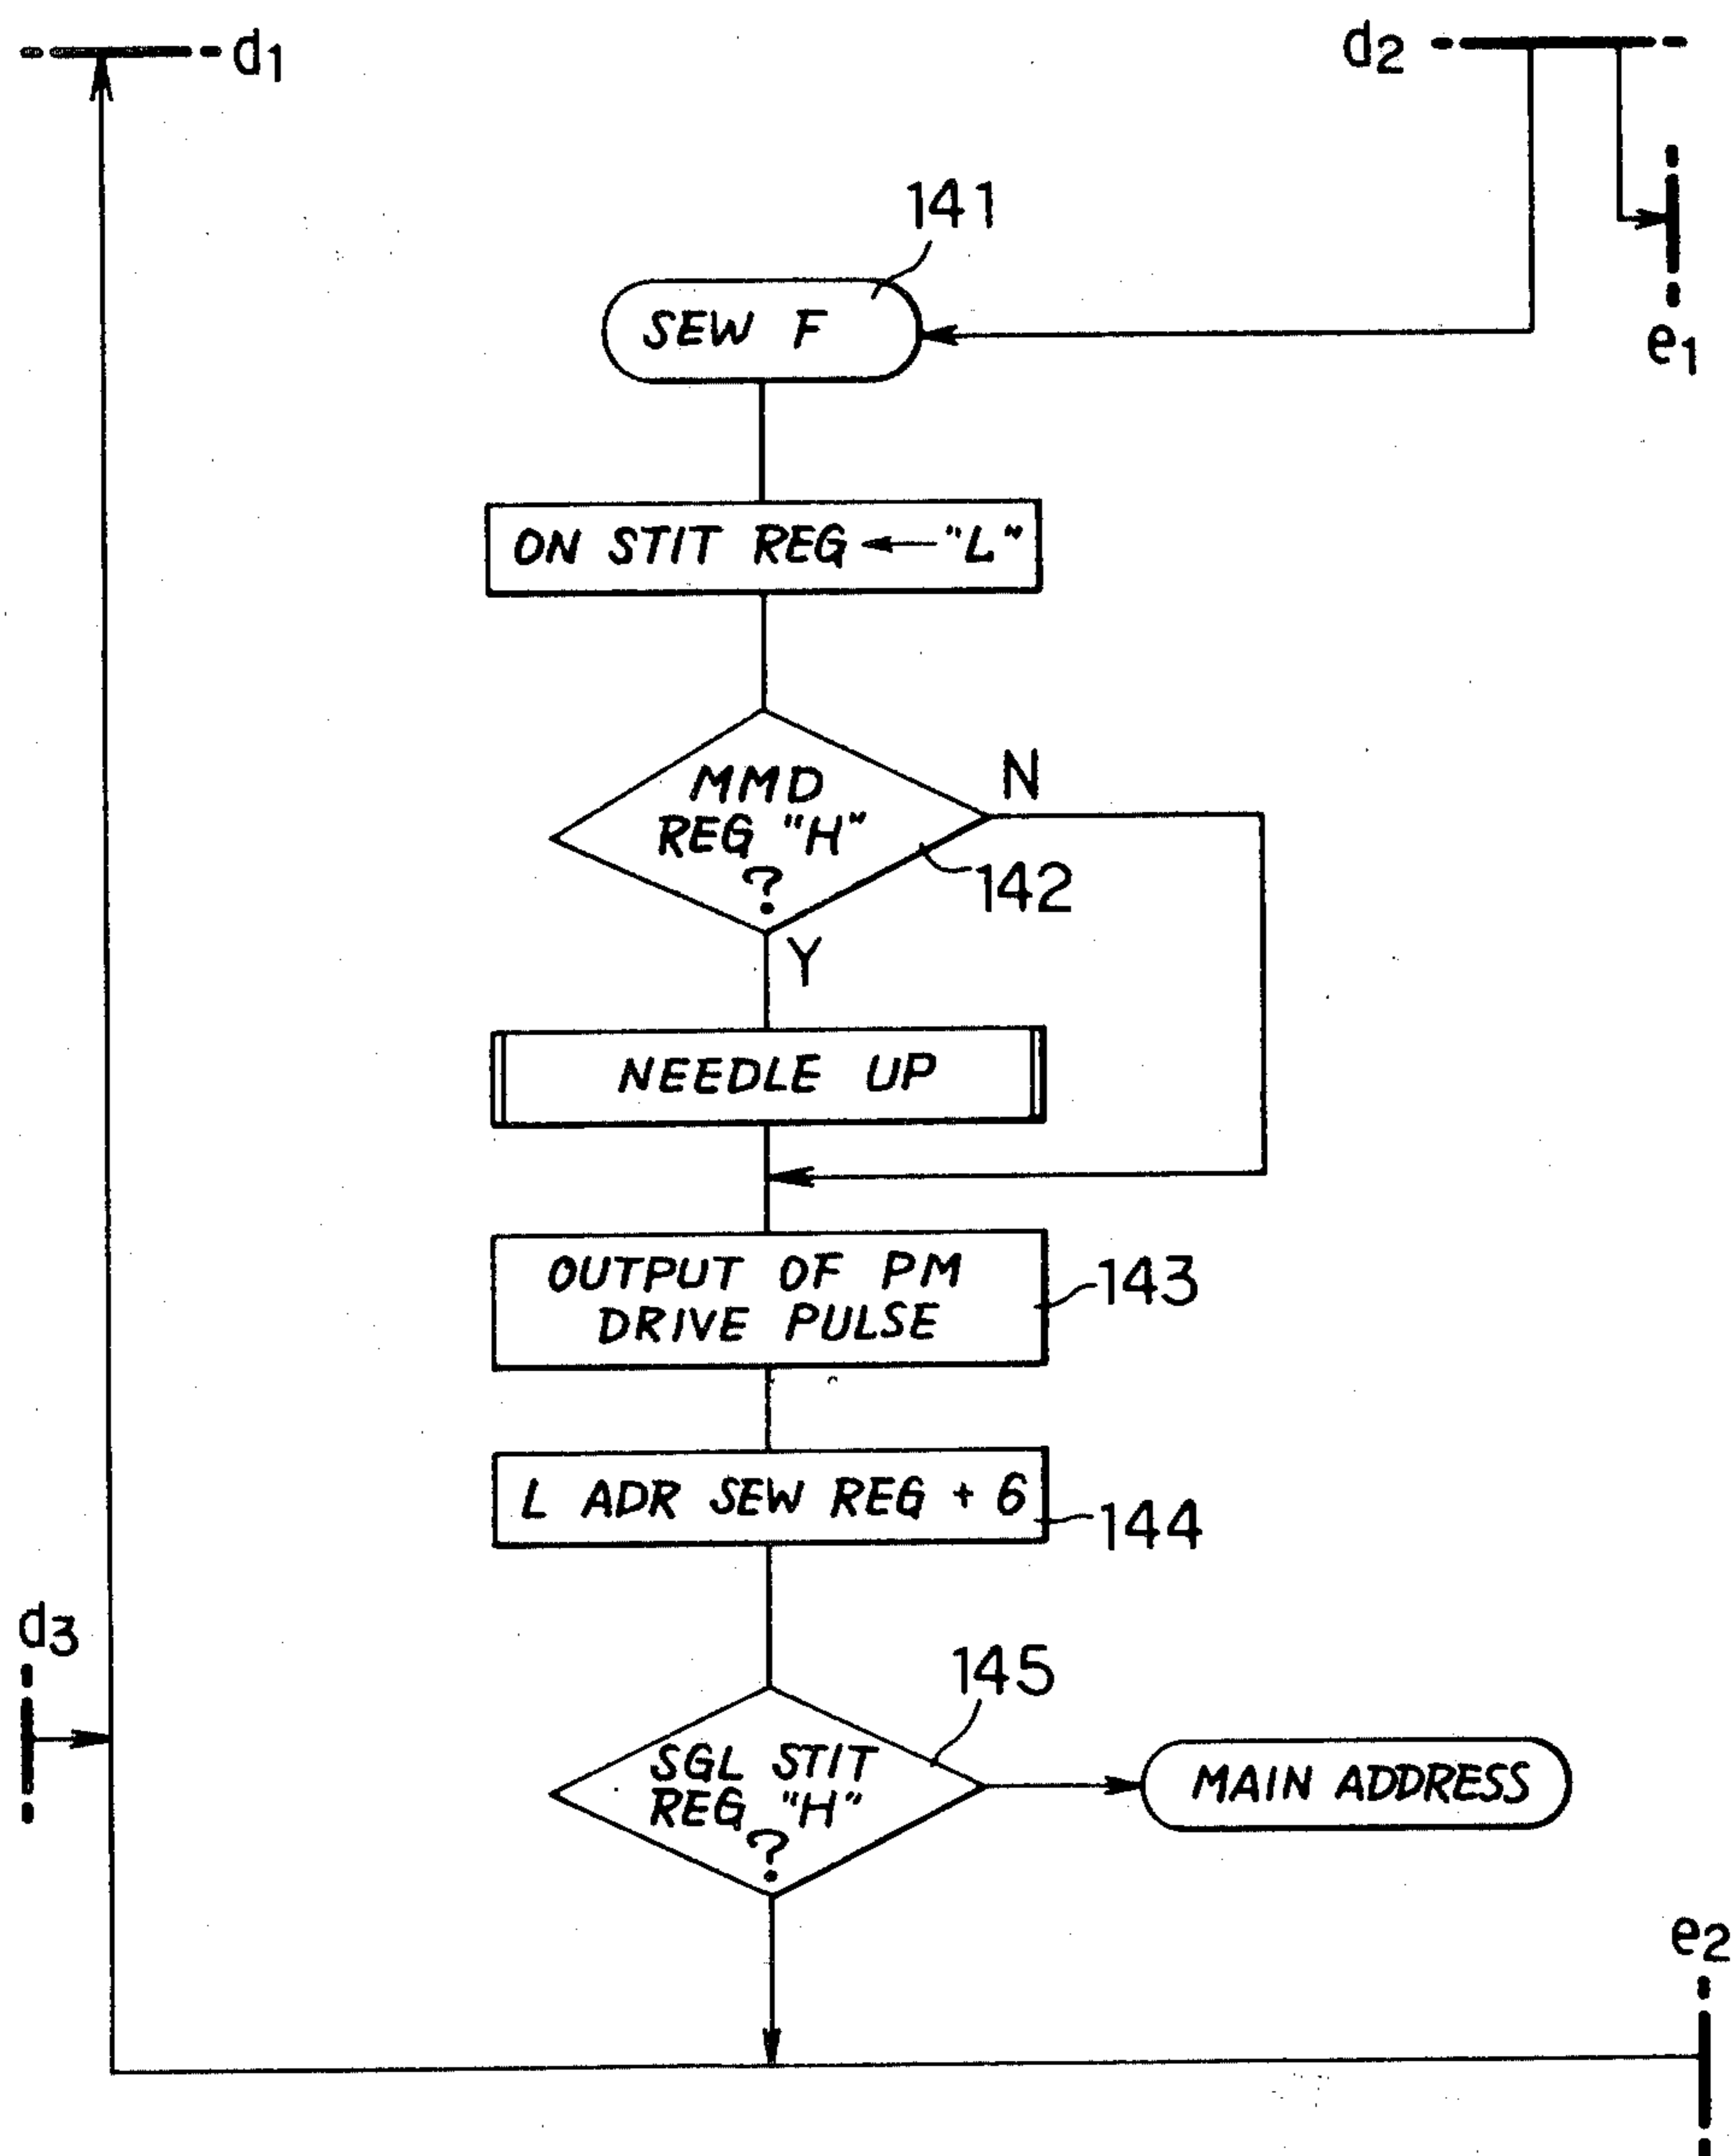 d1
d2
141
SEW F
e1
ON STIT REG ← "L"
MMD
REG "H"
?
N
142
Y
NEEDLE UP
OUTPUT OF PM
DRIVE PULSE
143
L ADR SEW REG + 6
144
d3
145
SGL STIT
REG "H"
?
MAIN ADDRESS
e2